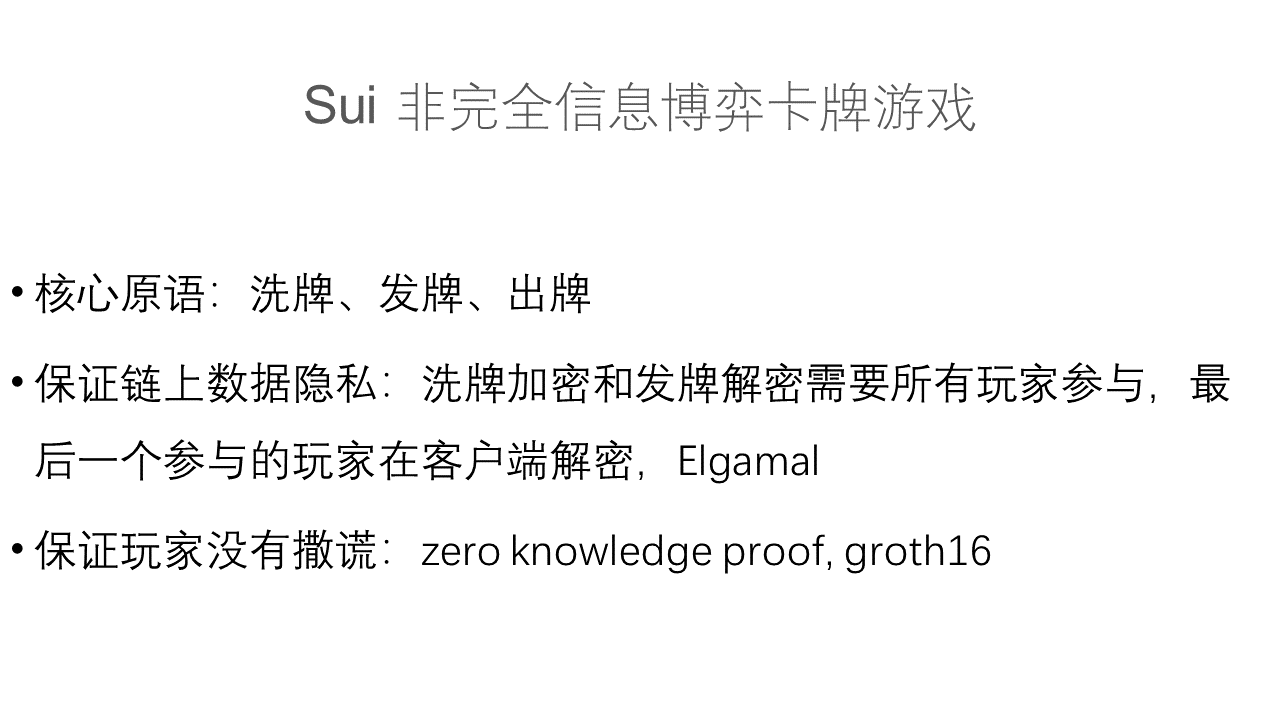 Sui 非完全信息博弈卡牌游戏
• 核心原语：洗牌、发牌、出牌
• 保证链上数据隐私：洗牌加密和发牌解密需要所有玩家参与，最
后一个参与的玩家在客户端解密，Elgamal
• 保证玩家没有撒谎：zero knowledge proof, groth16